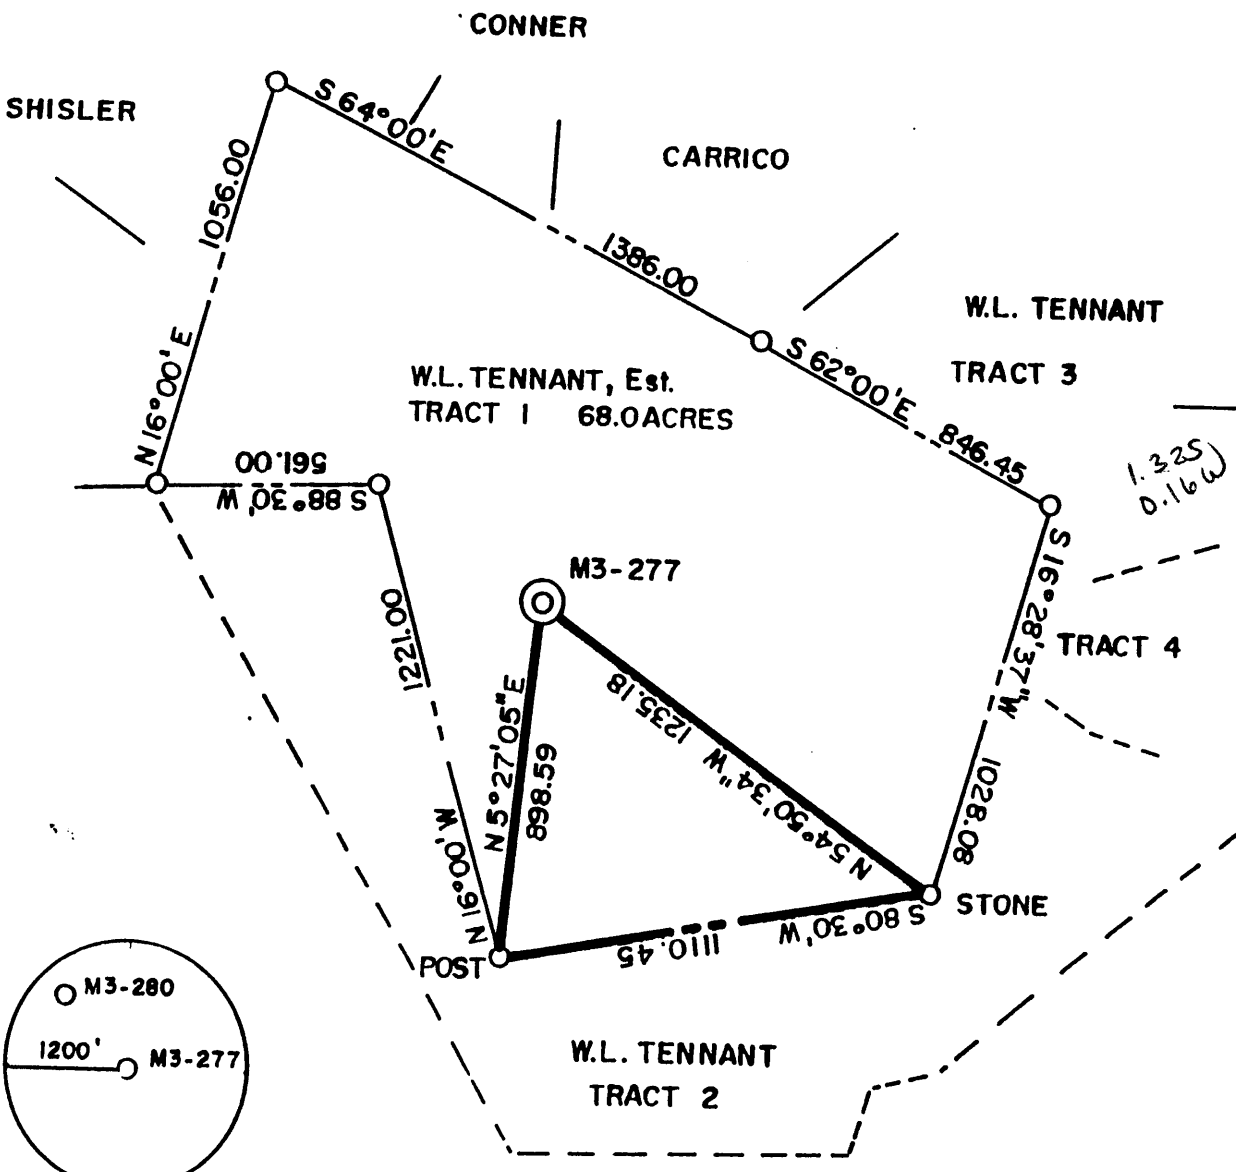 CONNER
SHISLER
S 64°00'E
CARRICO
1056.00
1386.00
W.L. TENNANT
TRACT 3
S 62°00'E
846.45
N 16°00'E
W.L. TENNANT, Est.
TRACT 1 68.0 ACRES
1.32S
0.16W
561.00
S 88°30'W
S 16°28'37"W
M3-277
TRACT 4
1221.00
1235.18
N 54°50'34"W
N 5°27'05"E
898.59
1028.08
N 16°00'W
STONE
S 80°30'W
1110.45
POST
M3-280
1200'
M3-277
W.L. TENNANT
TRACT 2